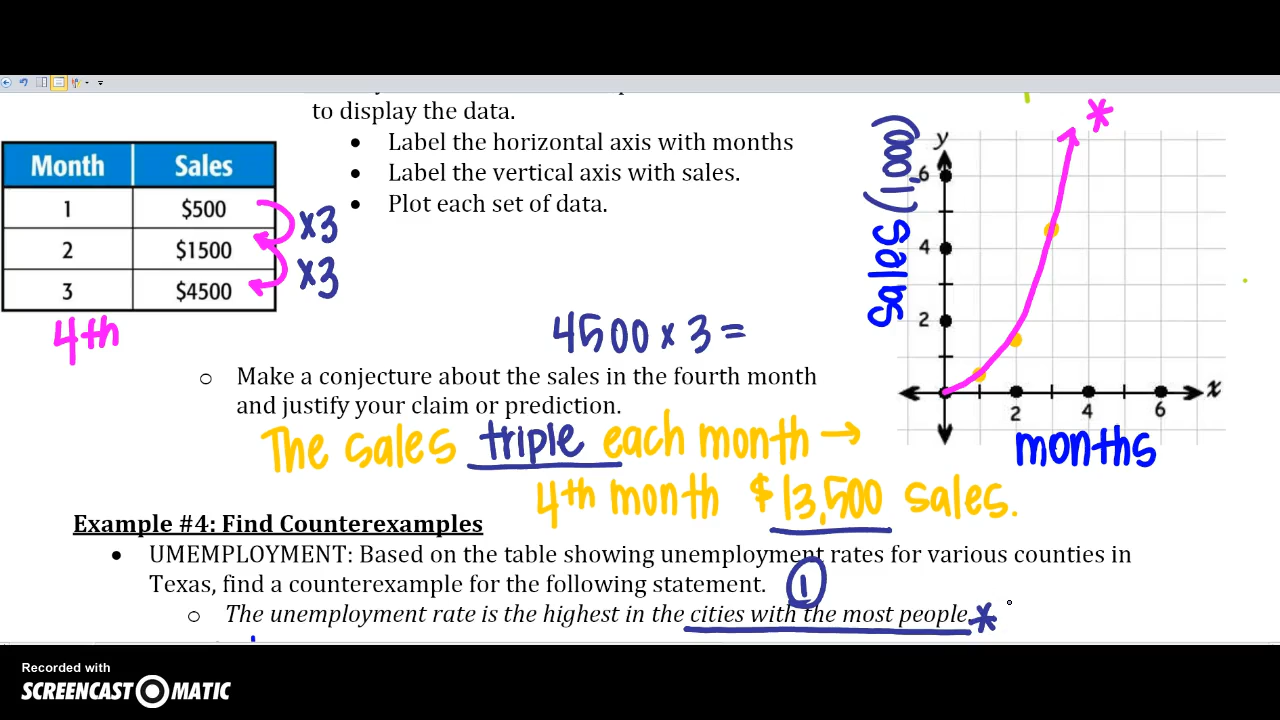 to display the data.
• Label the horizontal axis with months
• Label the vertical axis with sales.
• Plot each set of data.
Month Sales
1 $500
2 $1500
3 $4500
×3
×3
4th
4500 × 3 =
o Make a conjecture about the sales in the fourth month
and justify your claim or prediction.
The sales triple each month →
4th month $13,500 sales.
sales (1,000)
y
6
4
2
2 4 6
x
months
*
Example #4: Find Counterexamples
• UMEMPLOYMENT: Based on the table showing unemployment rates for various counties in
Texas, find a counterexample for the following statement.
1
o The unemployment rate is the highest in the cities with the most people. *
Recorded with
SCREENCAST-O-MATIC